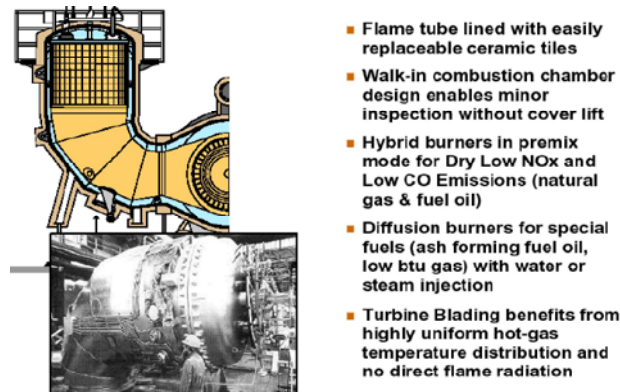 Flame tube lined with easily
replaceable ceramic tiles
Walk-in combustion chamber
design enables minor
inspection without cover lift
Hybrid burners in premix
mode for Dry Low NOx and
Low CO Emissions (natural
gas & fuel oil)
Diffusion burners for special
fuels (ash forming fuel oil,
low btu gas) with water or
steam injection
Turbine Blading benefits from
highly uniform hot-gas
temperature distribution and
no direct flame radiation